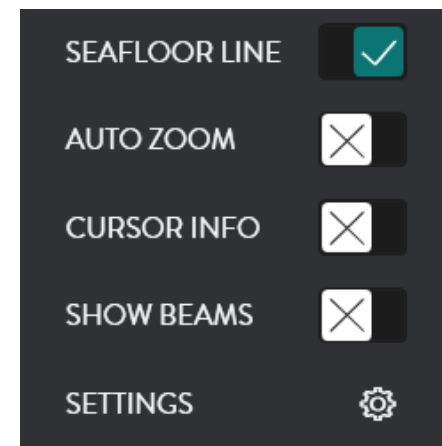 SEAFLOOR LINE
AUTO ZOOM
CURSOR INFO
SHOW BEAMS
SETTINGS